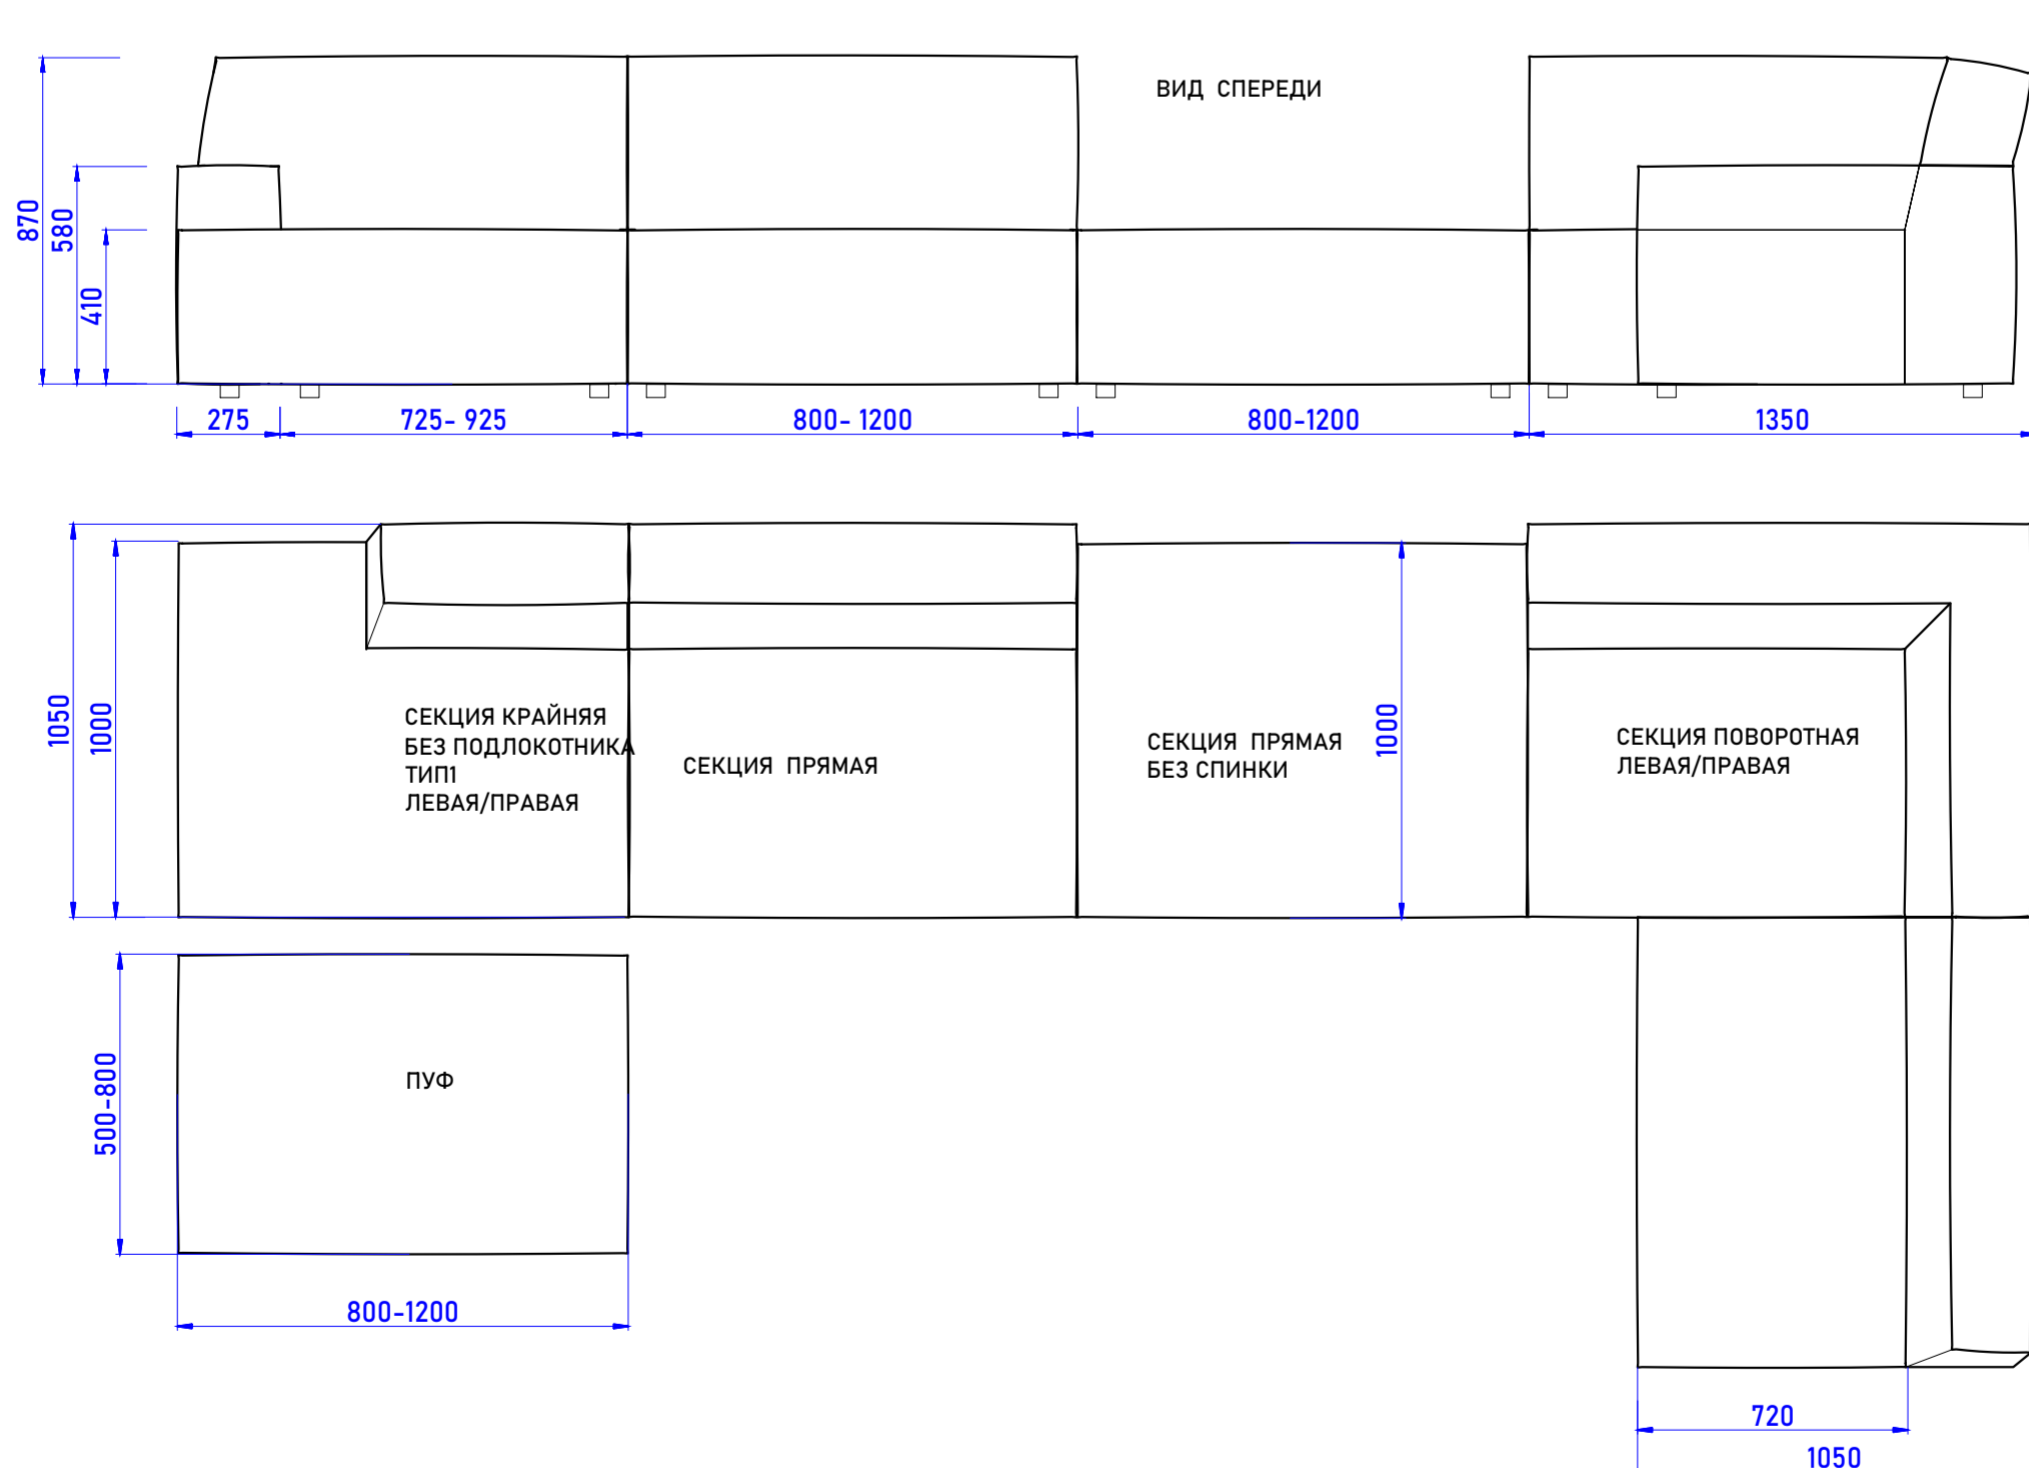 ВИД СПЕРЕДИ
870
580
410
275
725- 925
800- 1200
800-1200
1350
1050
1000
СЕКЦИЯ КРАЙНЯЯ
БЕЗ ПОДЛОКОТНИКА
ТИП1
ЛЕВАЯ/ПРАВАЯ
СЕКЦИЯ ПРЯМАЯ
СЕКЦИЯ ПРЯМАЯ
БЕЗ СПИНКИ
1000
СЕКЦИЯ ПОВОРОТНАЯ
ЛЕВАЯ/ПРАВАЯ
500-800
ПУФ
800-1200
720
1050